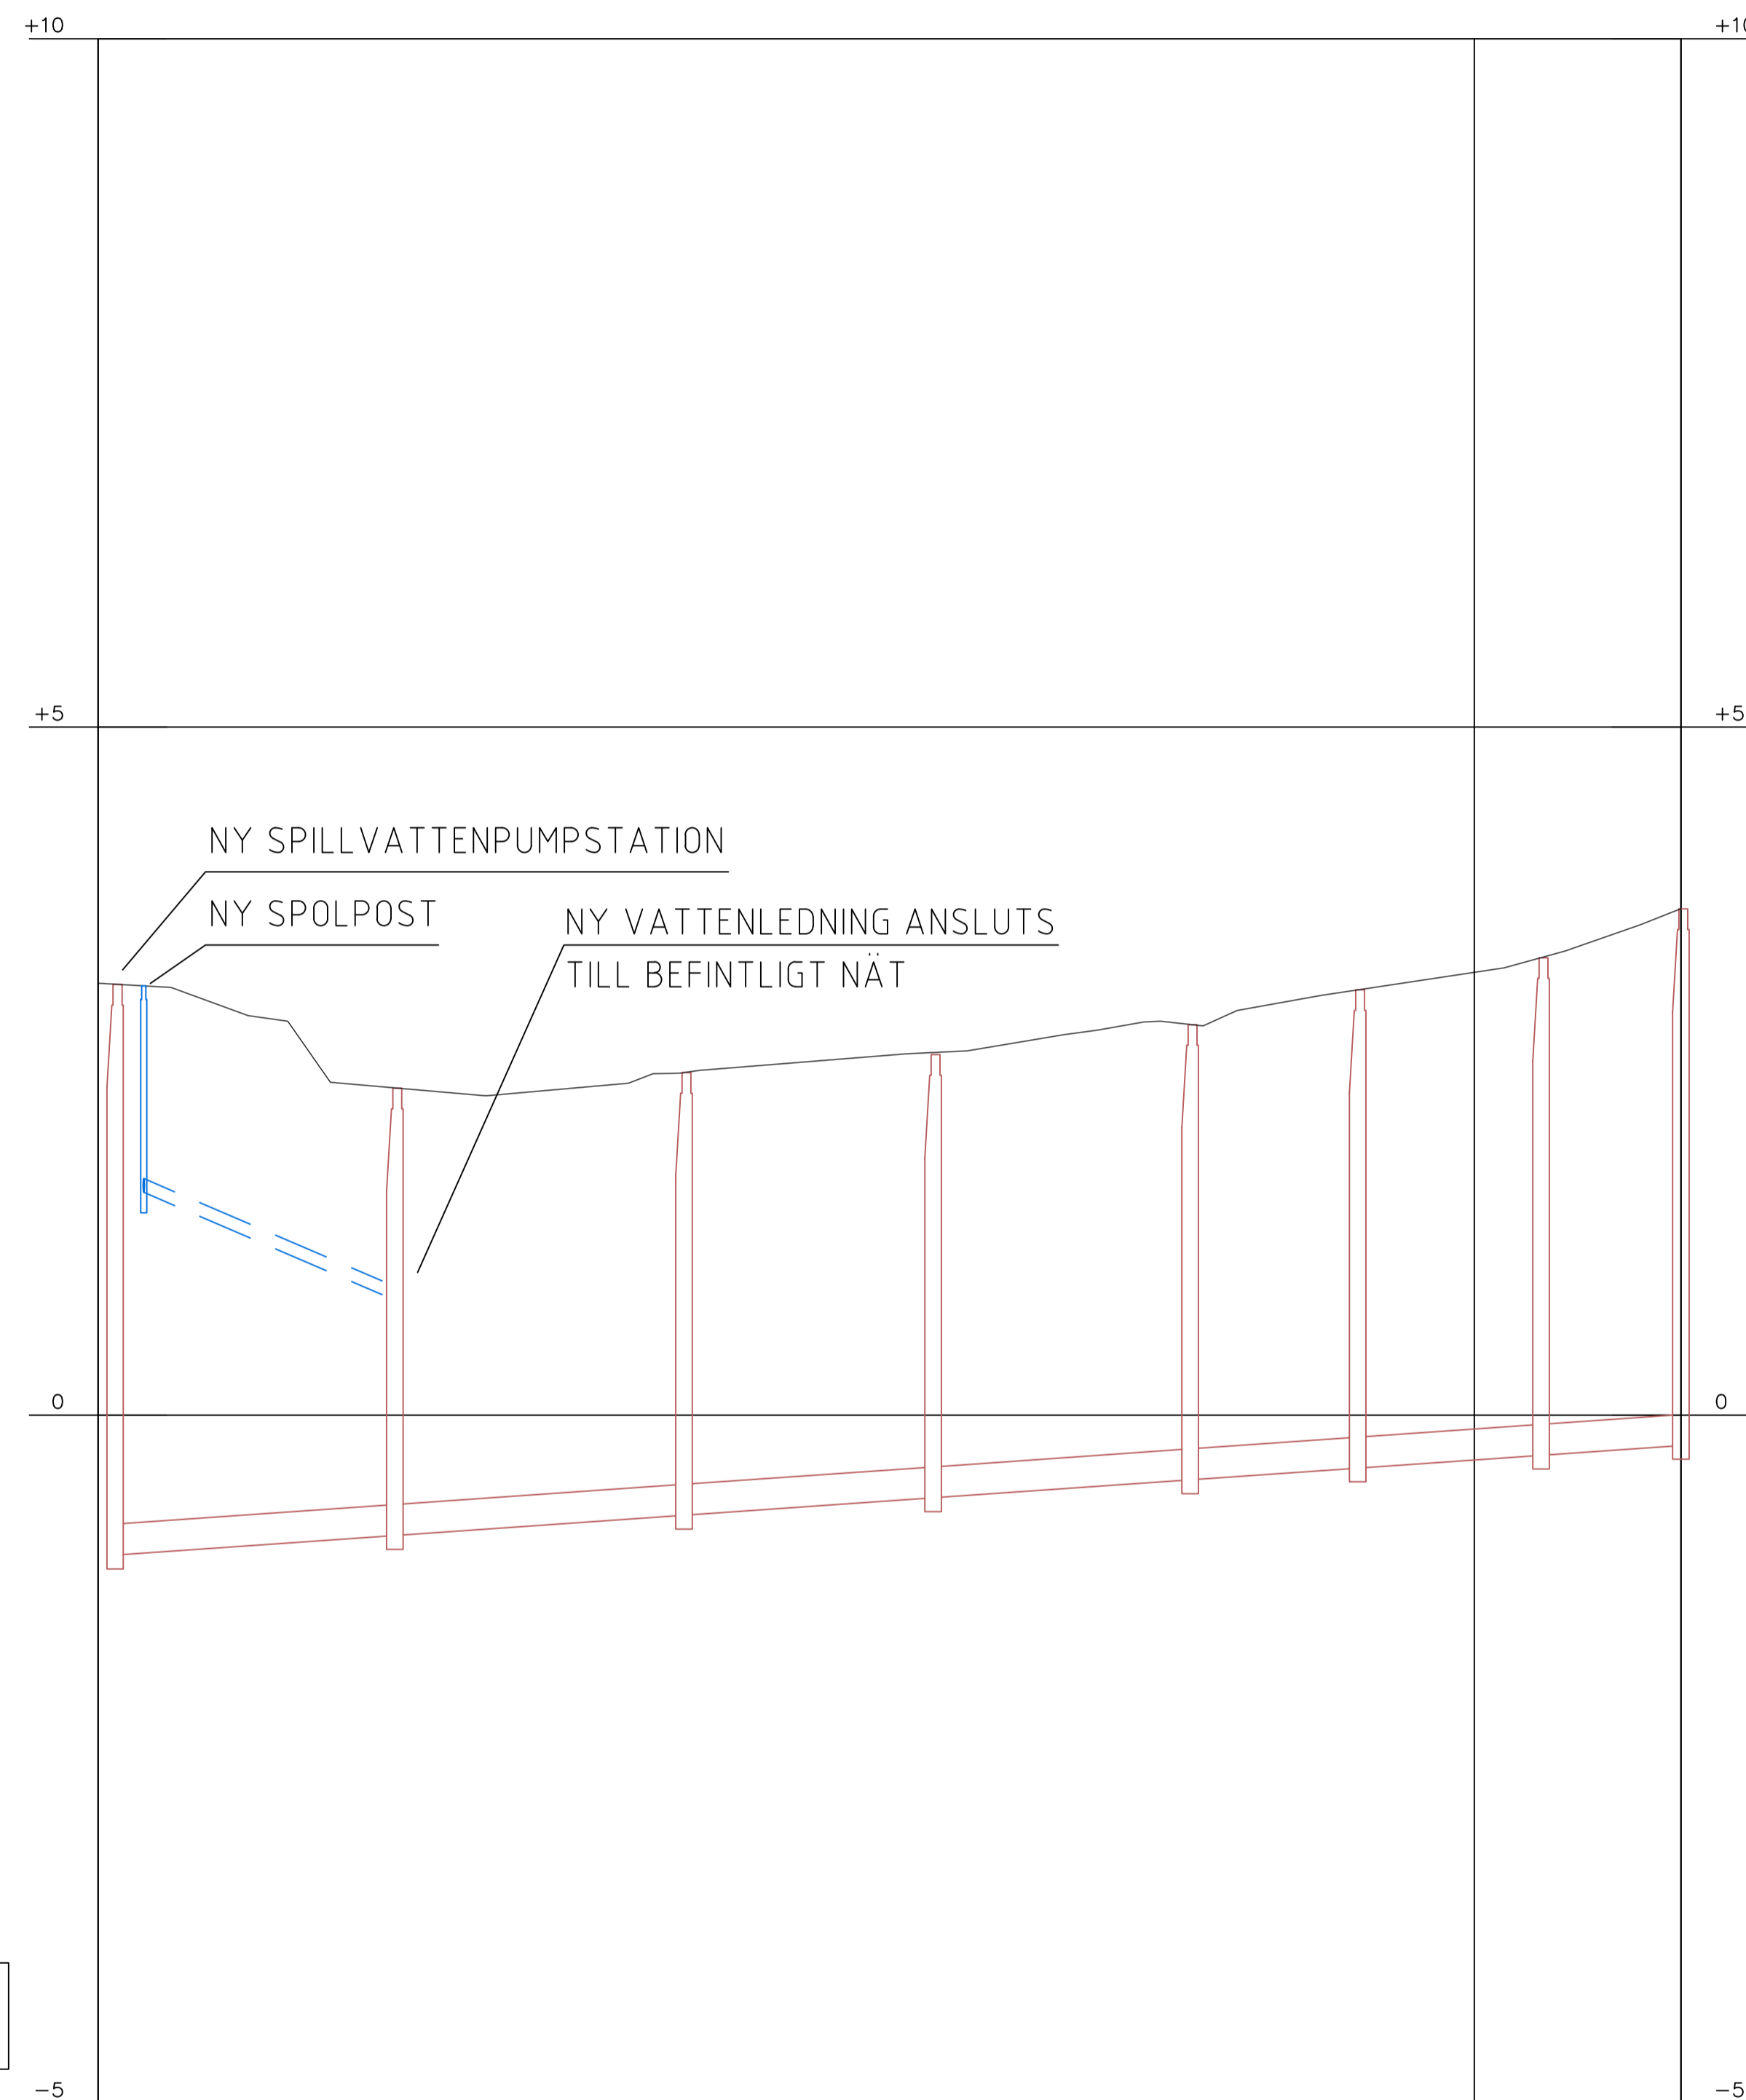 +10 +10
+5 +5
NY SPILLVATTENPUMPSTATION
NY SPOLPOST
NY VATTENLEDNING ANSLUTS
TILL BEFINTLIGT NÄT
0 0
-5 -5